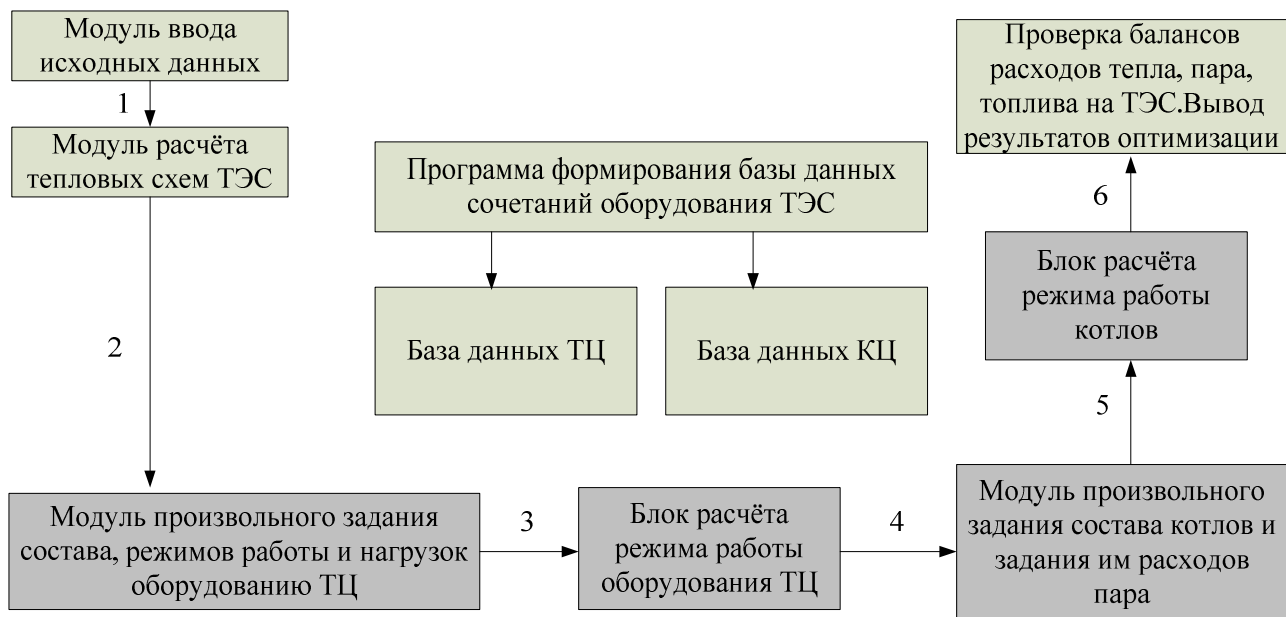 Модуль ввода
исходных данных
1
Модуль расчёта
тепловых схем ТЭС
2
Программа формирования базы данных
сочетаний оборудования ТЭС
База данных ТЦ
База данных КЦ
Модуль произвольного задания
состава, режимов работы и нагрузок
оборудованию ТЦ
3
Блок расчёта
режима работы
оборудования ТЦ
4
Модуль произвольного
задания состава котлов и
задания им расходов
пара
5
Блок расчёта
режима работы
котлов
6
Проверка балансов
расходов тепла, пара,
топлива на ТЭС.Вывод
результатов оптимизации